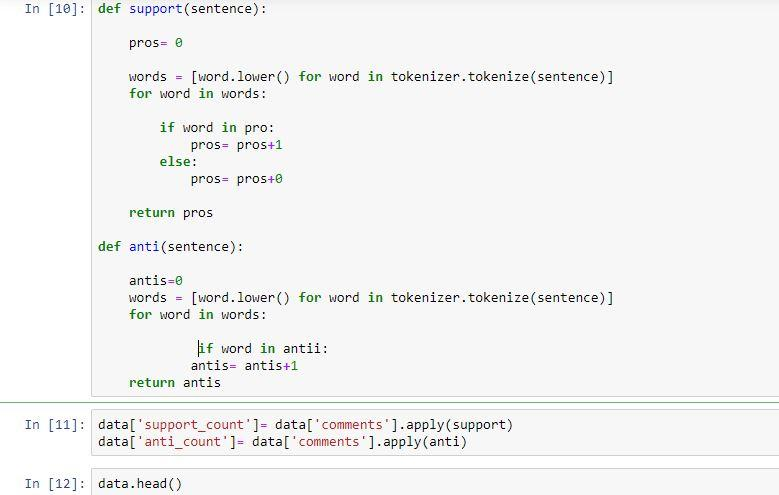 In [10]: def support(sentence):
pros= 0
words = [word.lower() for word in tokenizer.tokenize(sentence)]
for word in words:
if word in pro:
pros= pros+1
else:
pros= pros+0
return pros
def anti(sentence):
antis=0
words = [word.lower() for word in tokenizer.tokenize(sentence)]
for word in words:
if word in antii:
antis= antis+1
return antis
In [11]: data['support_count']= data['comments'].apply(support)
data['anti_count']= data['comments'].apply(anti)
In [12]: data.head()